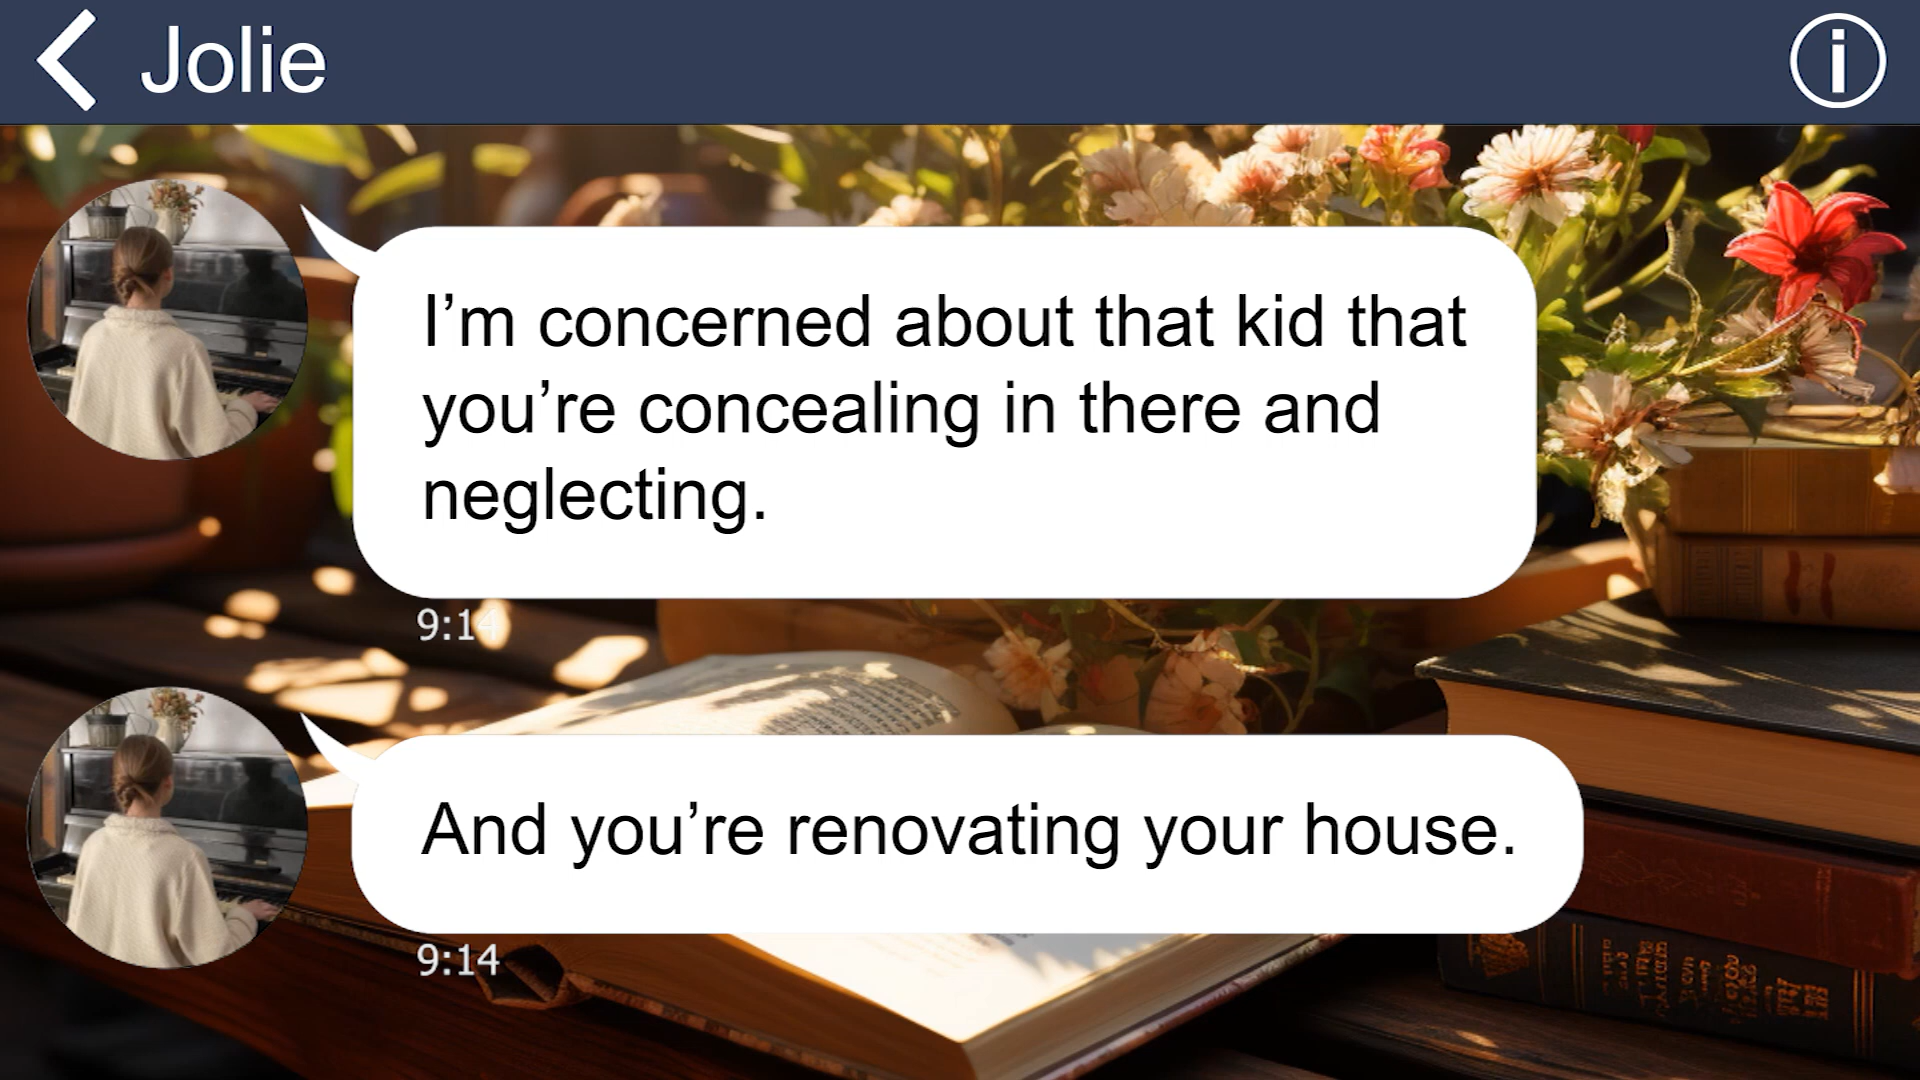 Jolie
I’m concerned about that kid that
you’re concealing in there and
neglecting.
9:14
And you’re renovating your house.
9:14